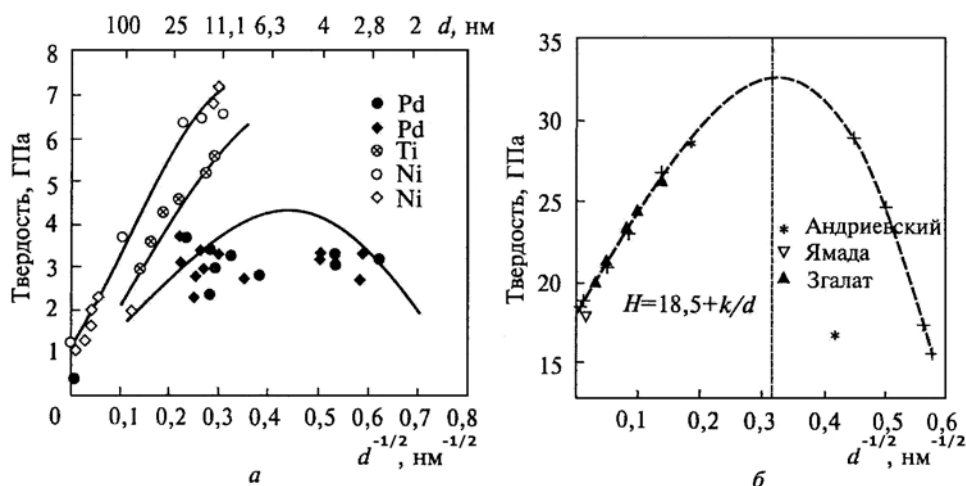 100 25 11,1 6,3 4 2,8 2 d, нм
8
7
6
5
4
3
2
1
0
Твердость, ГПа
Pd
Pd
Ti
Ni
Ni
0,1 0,2 0,3 0,4 0,5 0,6 0,7 0,8
d^-1/2, нм^-1/2
а
35
30
25
20
15
Твердость, ГПа
Андриевский
Ямада
Згалат
H=18,5+k/d
0,1 0,2 0,3 0,4 0,5 0,6
d^-1/2, нм^-1/2
б